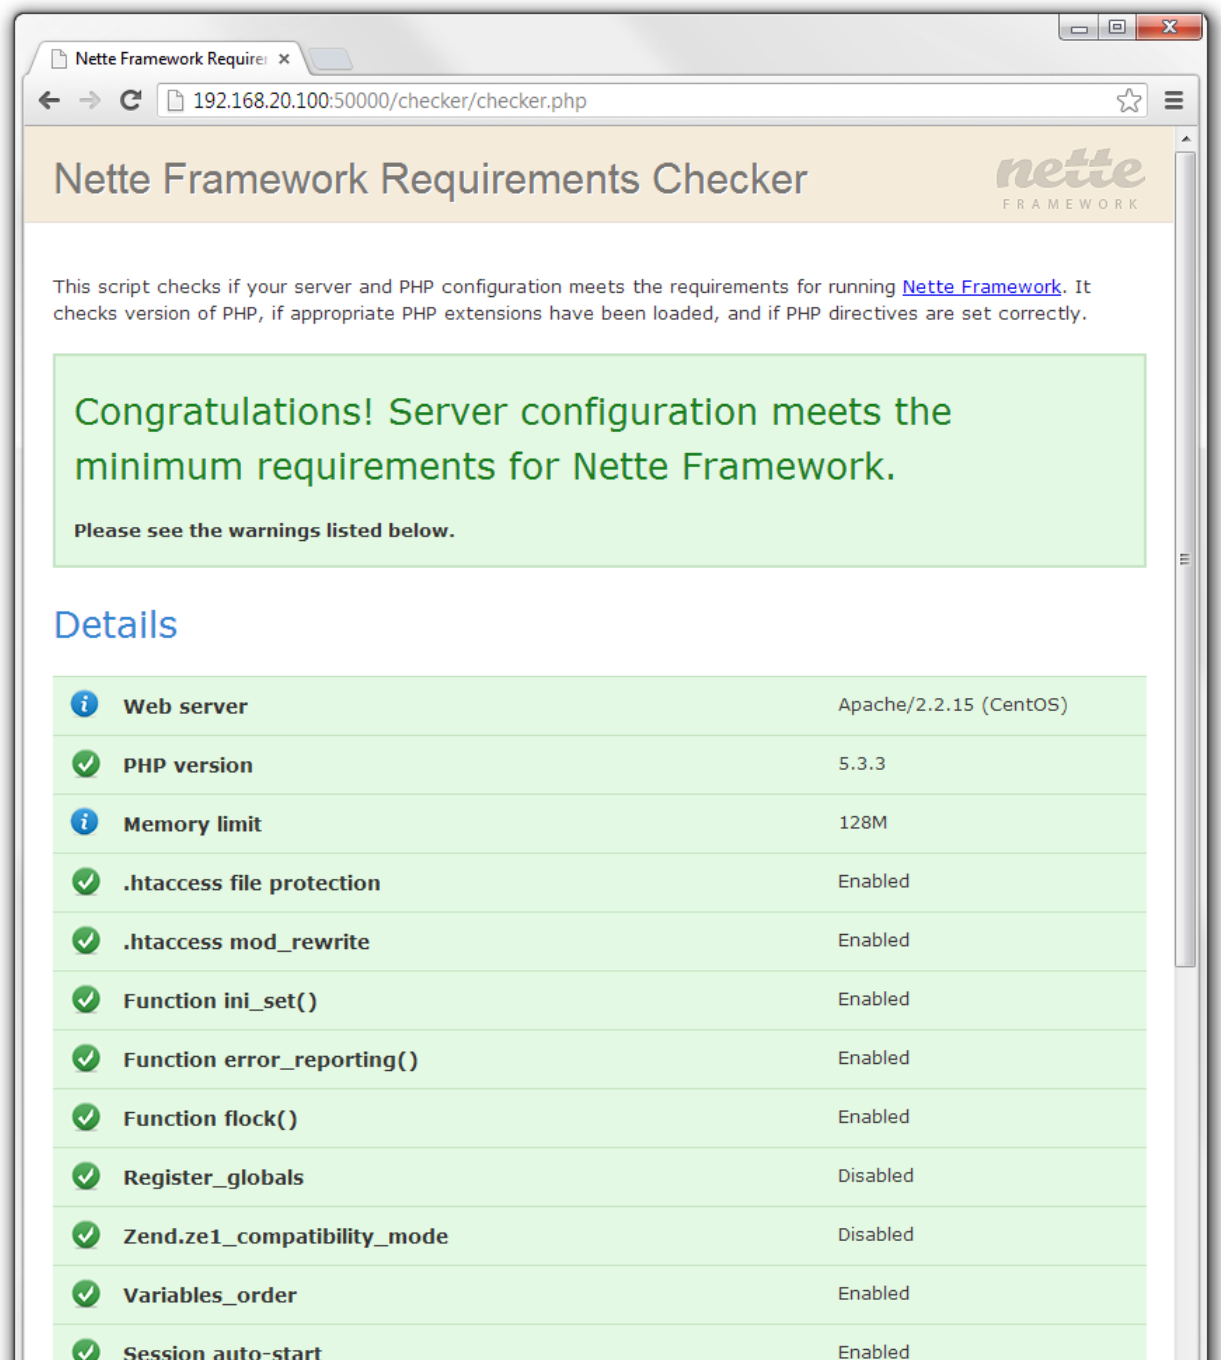 Nette Framework Requirer
192.168.20.100:50000/checker/checker.php
Nette Framework Requirements Checker
nette
FRAMEWORK
This script checks if your server and PHP configuration meets the requirements for running Nette Framework. It
checks version of PHP, if appropriate PHP extensions have been loaded, and if PHP directives are set correctly.
Congratulations! Server configuration meets the
minimum requirements for Nette Framework.
Please see the warnings listed below.
Details
Web server Apache/2.2.15 (CentOS)
PHP version 5.3.3
Memory limit 128M
.htaccess file protection Enabled
.htaccess mod_rewrite Enabled
Function ini_set() Enabled
Function error_reporting() Enabled
Function flock() Enabled
Register_globals Disabled
Zend.ze1_compatibility_mode Disabled
Variables_order Enabled
Session auto-start Enabled